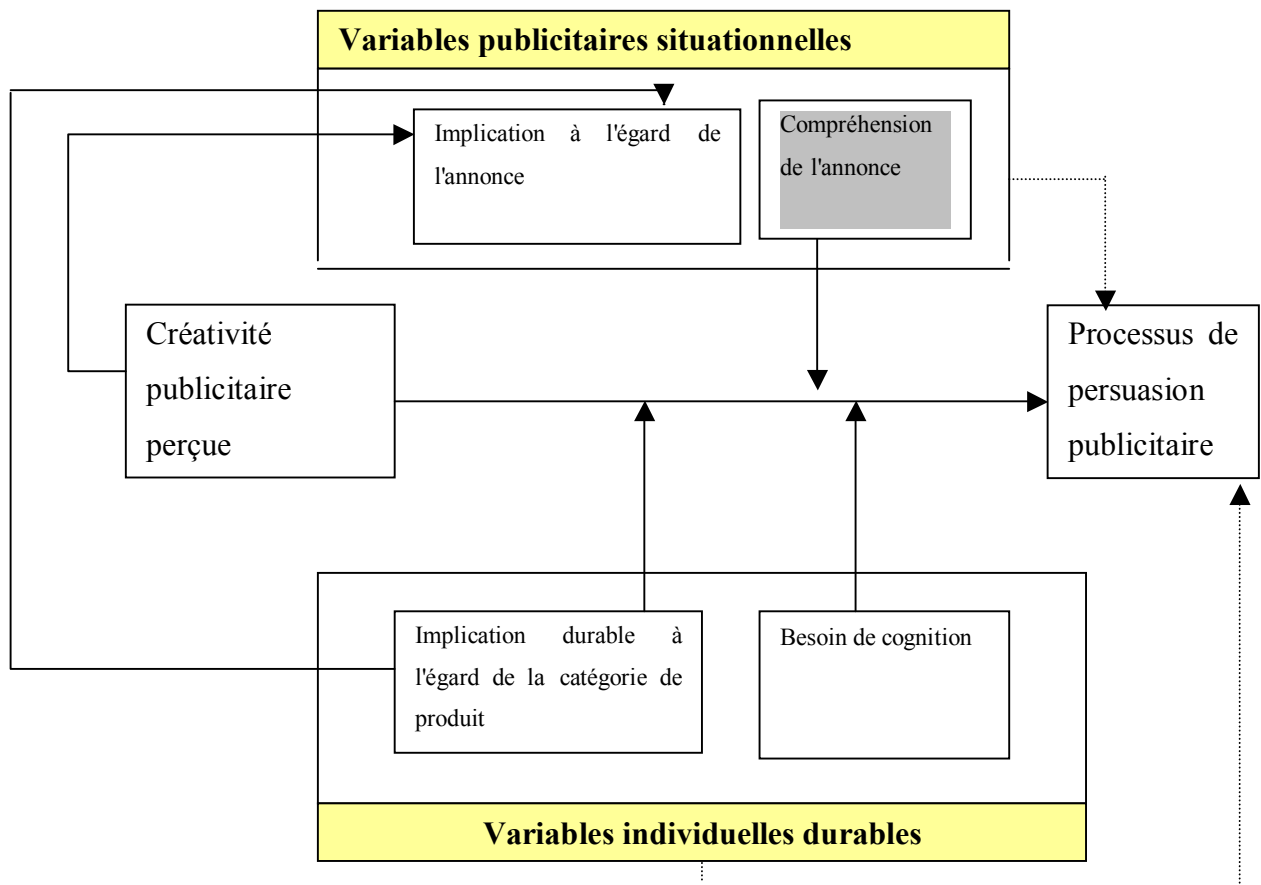 Variables publicitaires situationnelles
Implication à l'égard de
l'annonce
Compréhension
de l'annonce
Créativité
publicitaire
perçue
Processus de
persuasion
publicitaire
Implication durable à
l'égard de la catégorie de
produit
Besoin de cognition
Variables individuelles durables